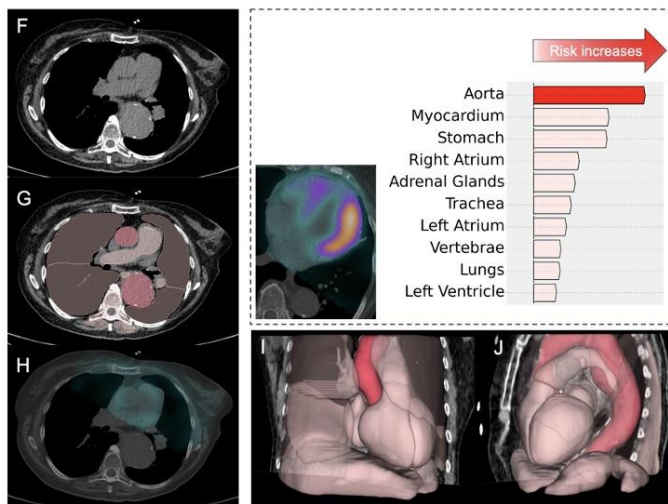 F
Risk increases
Aorta
Myocardium
Stomach
Right Atrium
Adrenal Glands
Trachea
Left Atrium
Vertebrae
Lungs
Left Ventricle
G
H
I
J